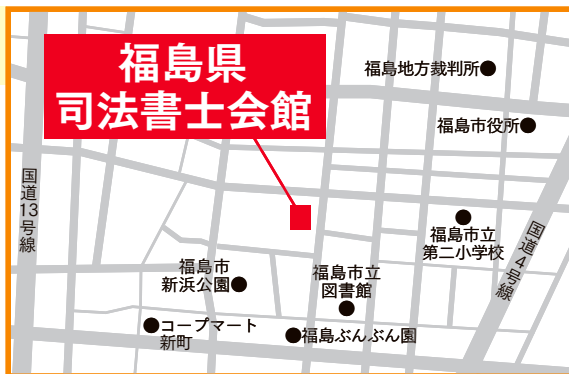 福島県
司法書士会館
福島地方裁判所
福島市役所
国道13号線
福島市立
第二小学校
国道4号線
福島市
新浜公園
福島市立
図書館
コープマート
新町
福島ぶんぶん園